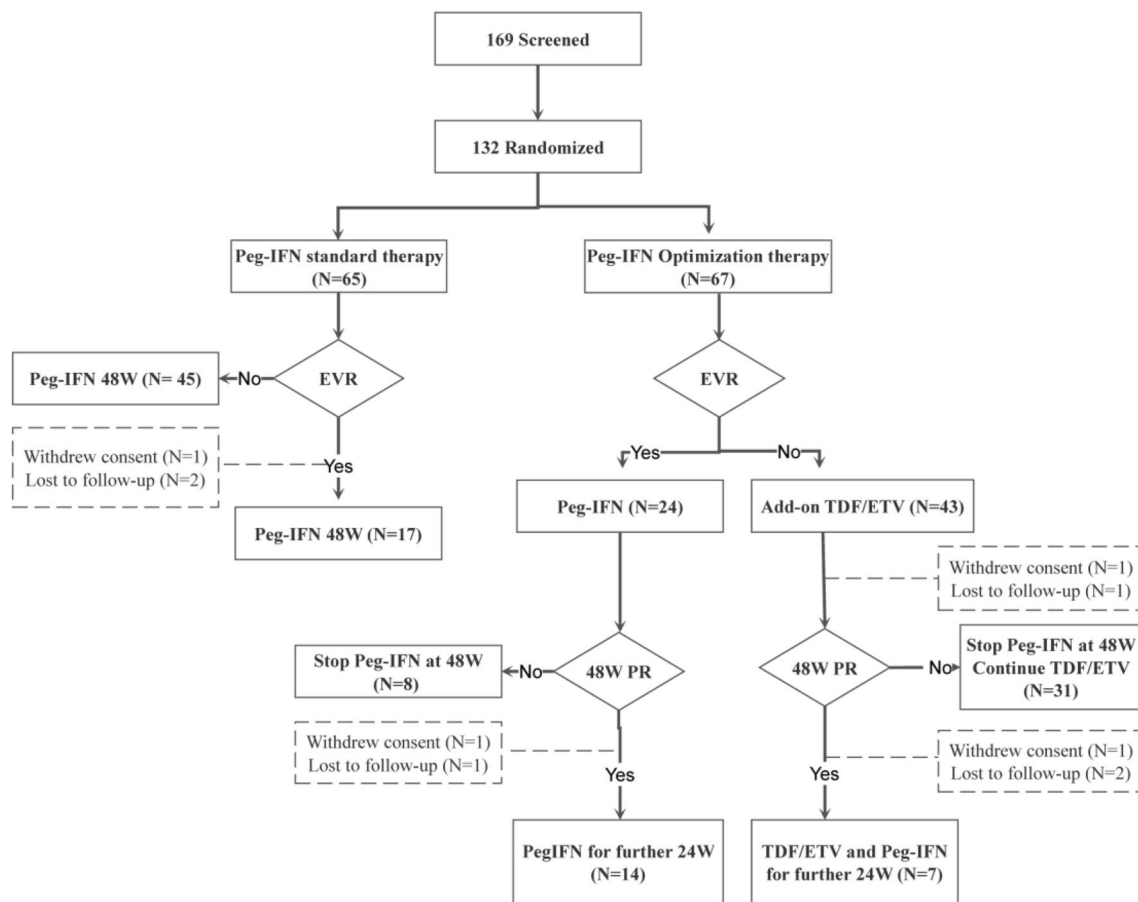 169 Screened
132 Randomized
Peg-IFN standard therapy
(N=65)
Peg-IFN Optimization therapy
(N=67)
EVR
No
Peg-IFN 48W (N= 45)
Withdrew consent (N=1)
Lost to follow-up (N=2)
Yes
Peg-IFN 48W (N=17)
EVR
Yes
No
Peg-IFN (N=24)
Add-on TDF/ETV (N=43)
Withdrew consent (N=1)
Lost to follow-up (N=1)
48W PR
No
Stop Peg-IFN at 48W
(N=8)
Withdrew consent (N=1)
Lost to follow-up (N=1)
Yes
PegIFN for further 24W
(N=14)
48W PR
No
Stop Peg-IFN at 48W
Continue TDF/ETV
(N=31)
Withdrew consent (N=1)
Lost to follow-up (N=2)
Yes
TDF/ETV and Peg-IFN
for further 24W (N=7)